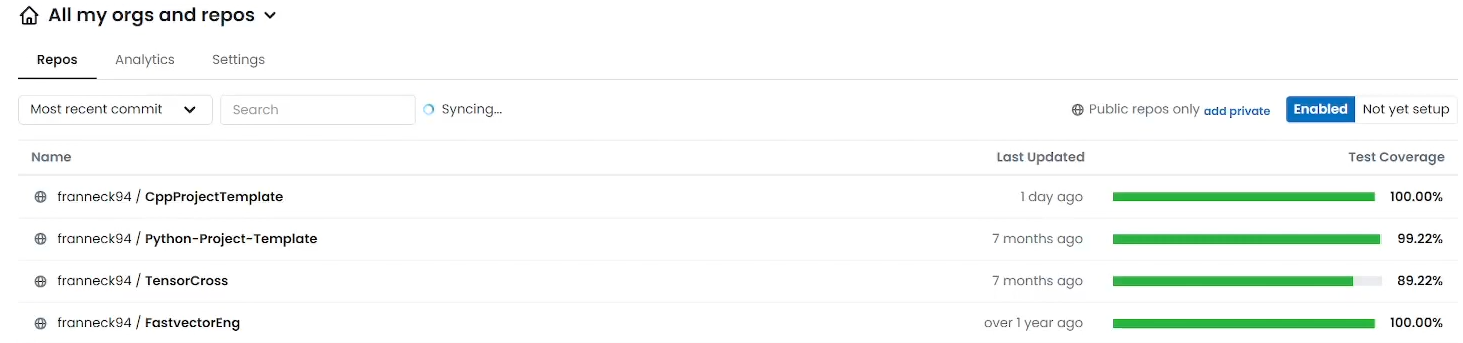 All my orgs and repos
Repos Analytics Settings
Most recent commit Search Syncing... Public repos only add private Enabled Not yet setup
Name Last Updated Test Coverage
franneck94 / CppProjectTemplate 1 day ago 100.00%
franneck94 / Python-Project-Template 7 months ago 99.22%
franneck94 / TensorCross 7 months ago 89.22%
franneck94 / FastvectorEng over 1 year ago 100.00%